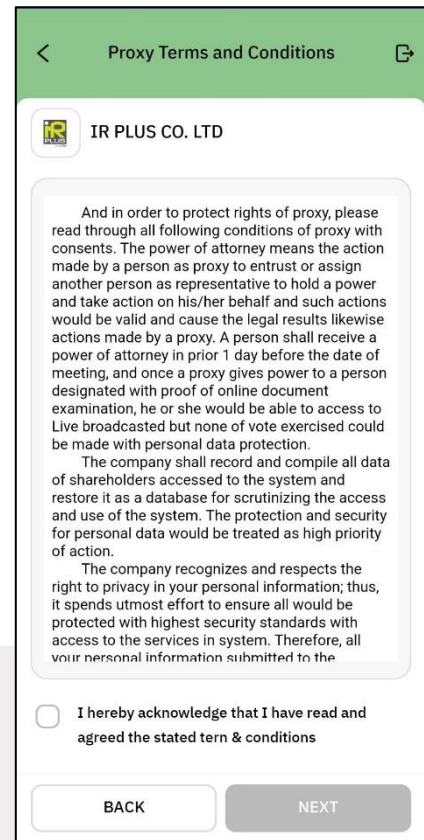 Proxy Terms and Conditions
iR
PLUS
IR PLUS CO. LTD
And in order to protect rights of proxy, please
read through all following conditions of proxy with
consents. The power of attorney means the action
made by a person as proxy to entrust or assign
another person as representative to hold a power
and take action on his/her behalf and such actions
would be valid and cause the legal results likewise
actions made by a proxy. A person shall receive a
power of attorney in prior 1 day before the date of
meeting, and once a proxy gives power to a person
designated with proof of online document
examination, he or she would be able to access to
Live broadcasted but none of vote exercised could
be made with personal data protection.
The company shall record and compile all data
of shareholders accessed to the system and
restore it as a database for scrutinizing the access
and use of the system. The protection and security
for personal data would be treated as high priority
of action.
The company recognizes and respects the
right to privacy in your personal information; thus,
it spends utmost effort to ensure all would be
protected with highest security standards with
access to the services in system. Therefore, all
your personal information submitted to the
I hereby acknowledge that I have read and
agreed the stated tern & conditions
BACK
NEXT